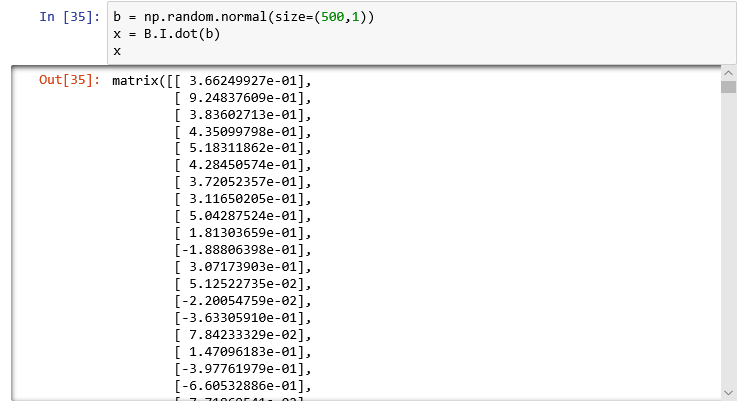 In [35]: b = np.random.normal(size=(500,1))
x = B.I.dot(b)
x
Out[35]: matrix([[ 3.66249927e-01],
[ 9.24837609e-01],
[ 3.83602713e-01],
[ 4.35099798e-01],
[ 5.18311862e-01],
[ 4.28450574e-01],
[ 3.72052357e-01],
[ 3.11650205e-01],
[ 5.04287524e-01],
[ 1.81303659e-01],
[-1.88806398e-01],
[ 3.07173903e-01],
[ 5.12522735e-02],
[-2.20054759e-02],
[-3.63305910e-01],
[ 7.84233329e-02],
[ 1.47096183e-01],
[-3.97761979e-01],
[-6.60532886e-01],